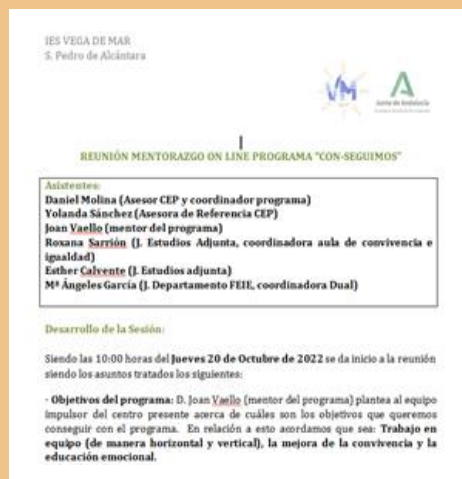 IES VEGA DE MAR
S. Pedro de Alcántara
VM
Junta de Andalucía
REUNIÓN MENTORAZGO ON LINE PROGRAMA "CON-SEGUIMOS"
Asistentes:
Daniel Molina (Asesor CEP y coordinador programa)
Yolanda Sánchez (Asesora de Referencia CEP)
Joan Vaello (mentor del programa)
Roxana Sarrión (J. Estudios Adjunta, coordinadora aula de convivencia e
igualdad)
Esther Calvente (J. Estudios adjunta)
Mª Ángeles García (J. Departamento FEIE, coordinadora Dual)
Desarrollo de la Sesión:
Siendo las 10:00 horas del Jueves 20 de Octubre de 2022 se da inicio a la reunión
siendo los asuntos tratados los siguientes:
- Objetivos del programa: D. Joan Vaello (mentor del programa) plantea al equipo
impulsor del centro presente acerca de cuáles son los objetivos que queremos
conseguir con el programa. En relación a esto acordamos que sea: Trabajo en
equipo (de manera horizontal y vertical), la mejora de la convivencia y la
educación emocional.